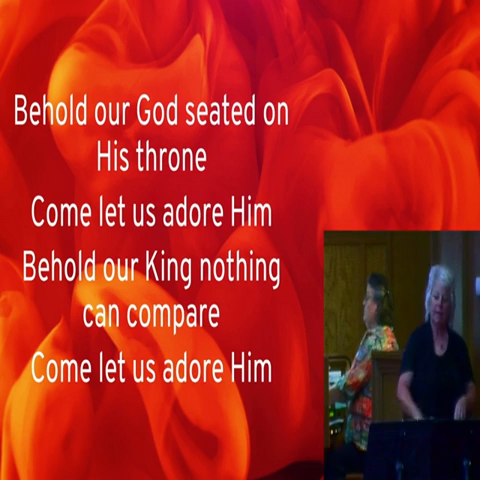 Behold our God seated on
His throne
Come let us adore Him
Behold our King nothing
can compare
Come let us adore Him